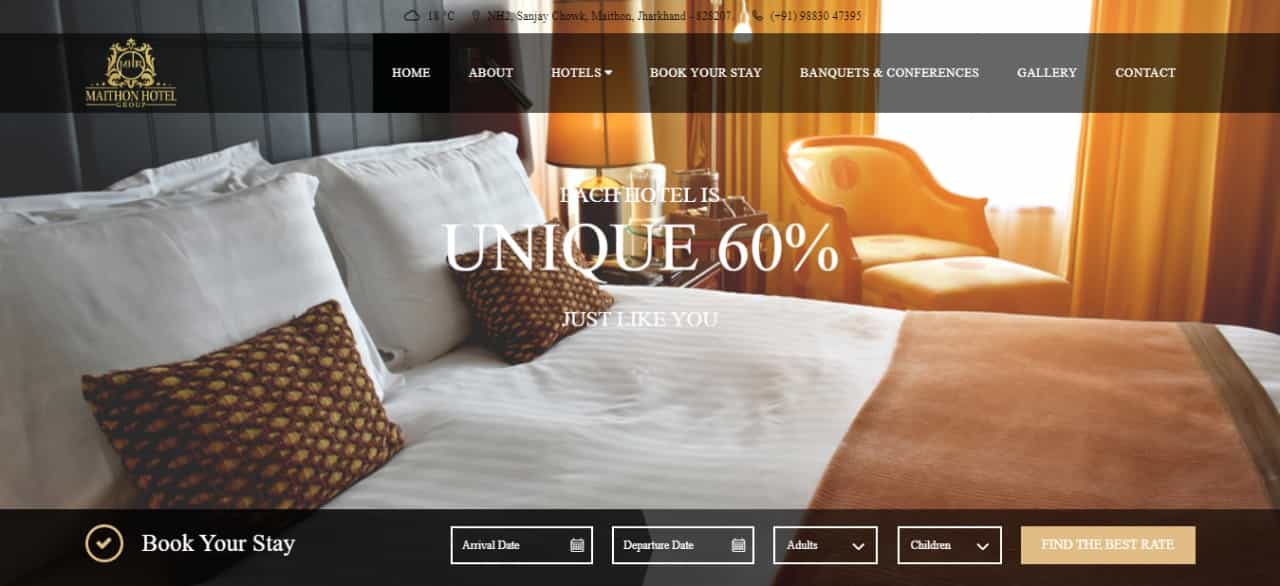 18 °C NH2, Sanjay Chowk, Maithon, Jharkhand - 828207. (+91) 98830 47395
MHR
MAITHON HOTEL
GROUP
HOME ABOUT HOTELS BOOK YOUR STAY BANQUETS & CONFERENCES GALLERY CONTACT
EACH HOTEL IS
UNIQUE 60%
JUST LIKE YOU
Book Your Stay Arrival Date Departure Date Adults Children FIND THE BEST RATE